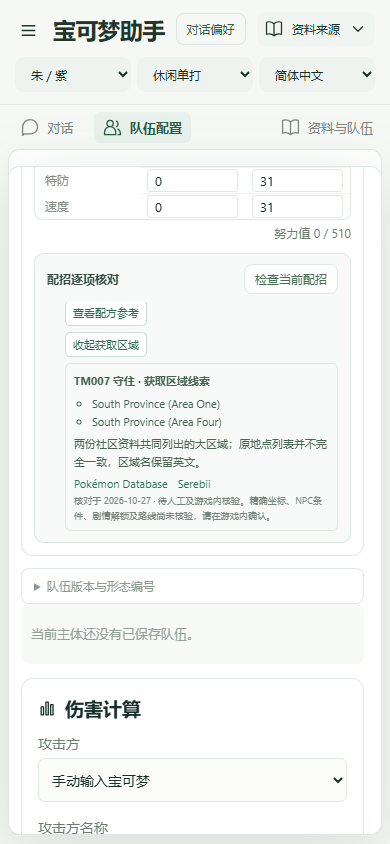 宝可梦助手 对话偏好 资料来源
朱 / 紫 休闲单打 简体中文
对话 队伍配置 资料与队伍
特防 0 31
速度 0 31
努力值 0 / 510
配招逐项核对 检查当前配招
查看配方参考
收起获取区域
TM007 守住 · 获取区域线索
South Province (Area One)
South Province (Area Four)
两份社区资料共同列出的大区域；原地点列表并不完
全一致，区域名保留英文。
Pokémon Database Serebii
核对于 2026-10-27 · 待人工及游戏内核验。精确坐标、NPC条
件、剧情解锁及路线尚未核验，请在游戏内确认。
队伍版本与形态编号
当前主体还没有已保存队伍。
伤害计算
攻击方
手动输入宝可梦
攻击方名称